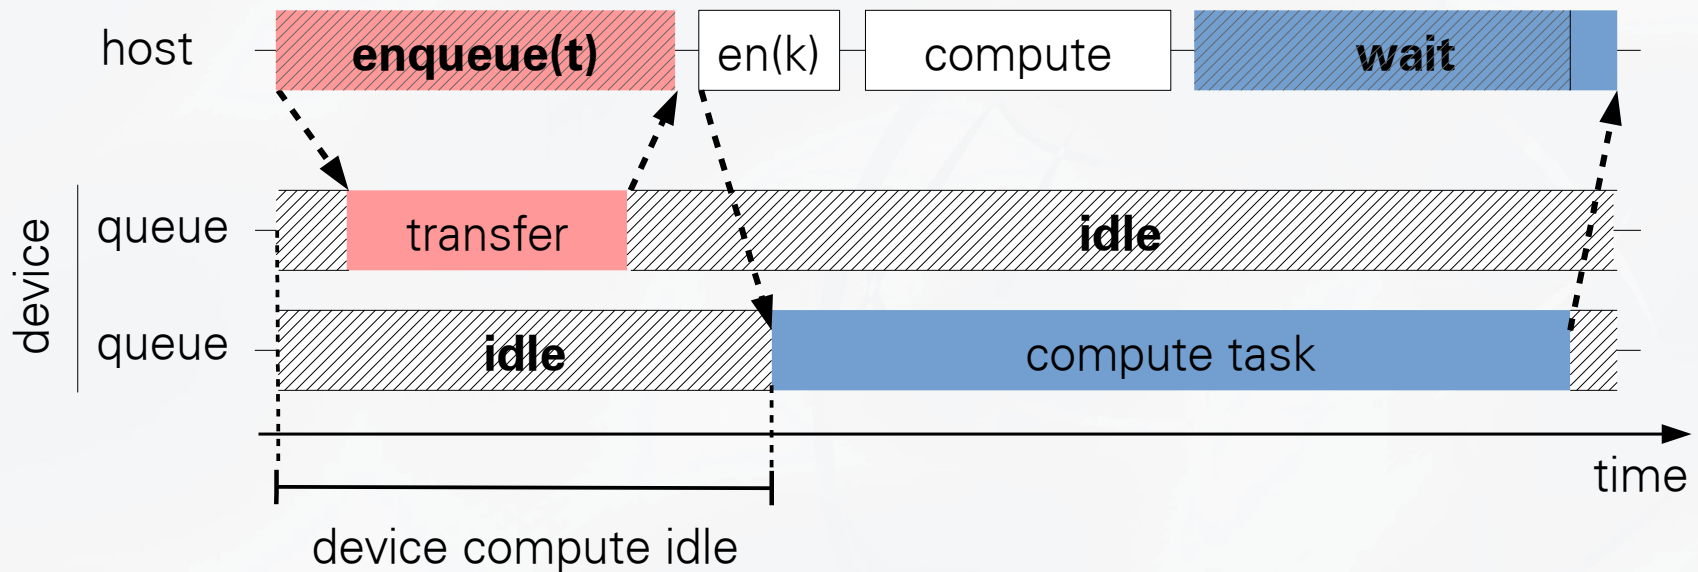 host
enqueue(t)
en(k)
compute
wait
device
queue
transfer
idle
queue
idle
compute task
time
device compute idle